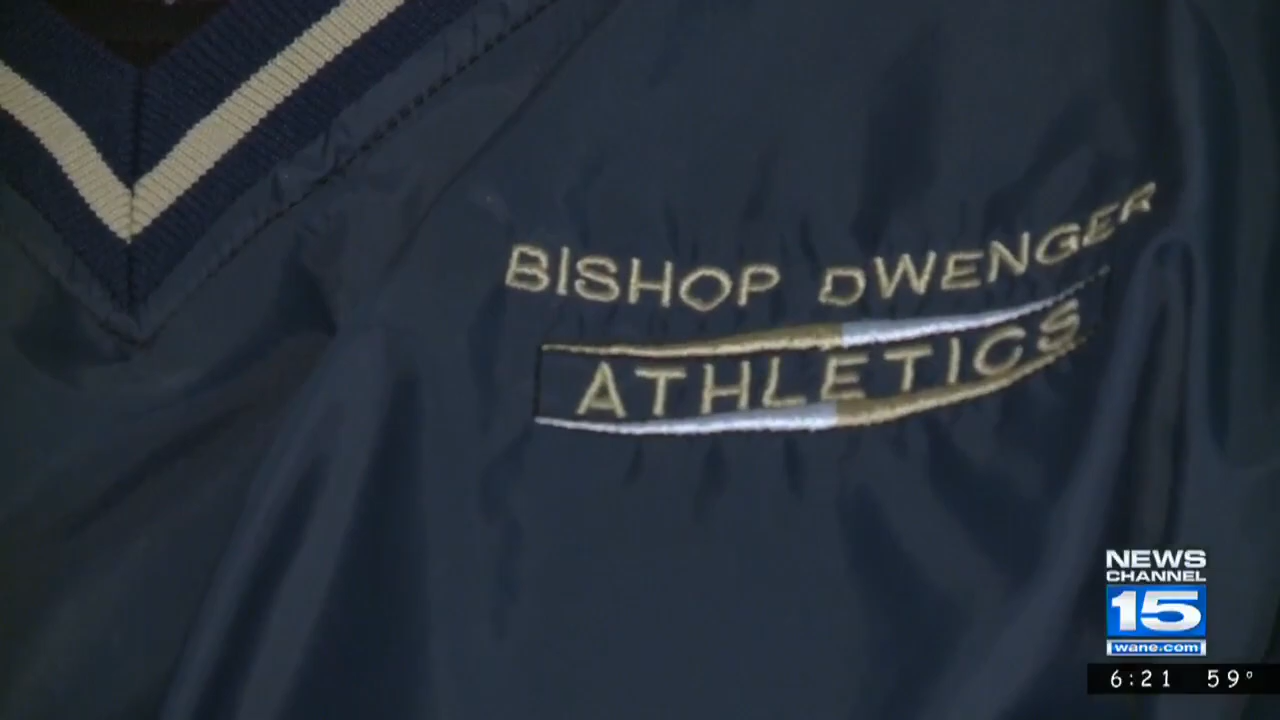 BISHOP DWENGER
ATHLETICS
NEWS
CHANNEL
15
wane.com
6:21 59°